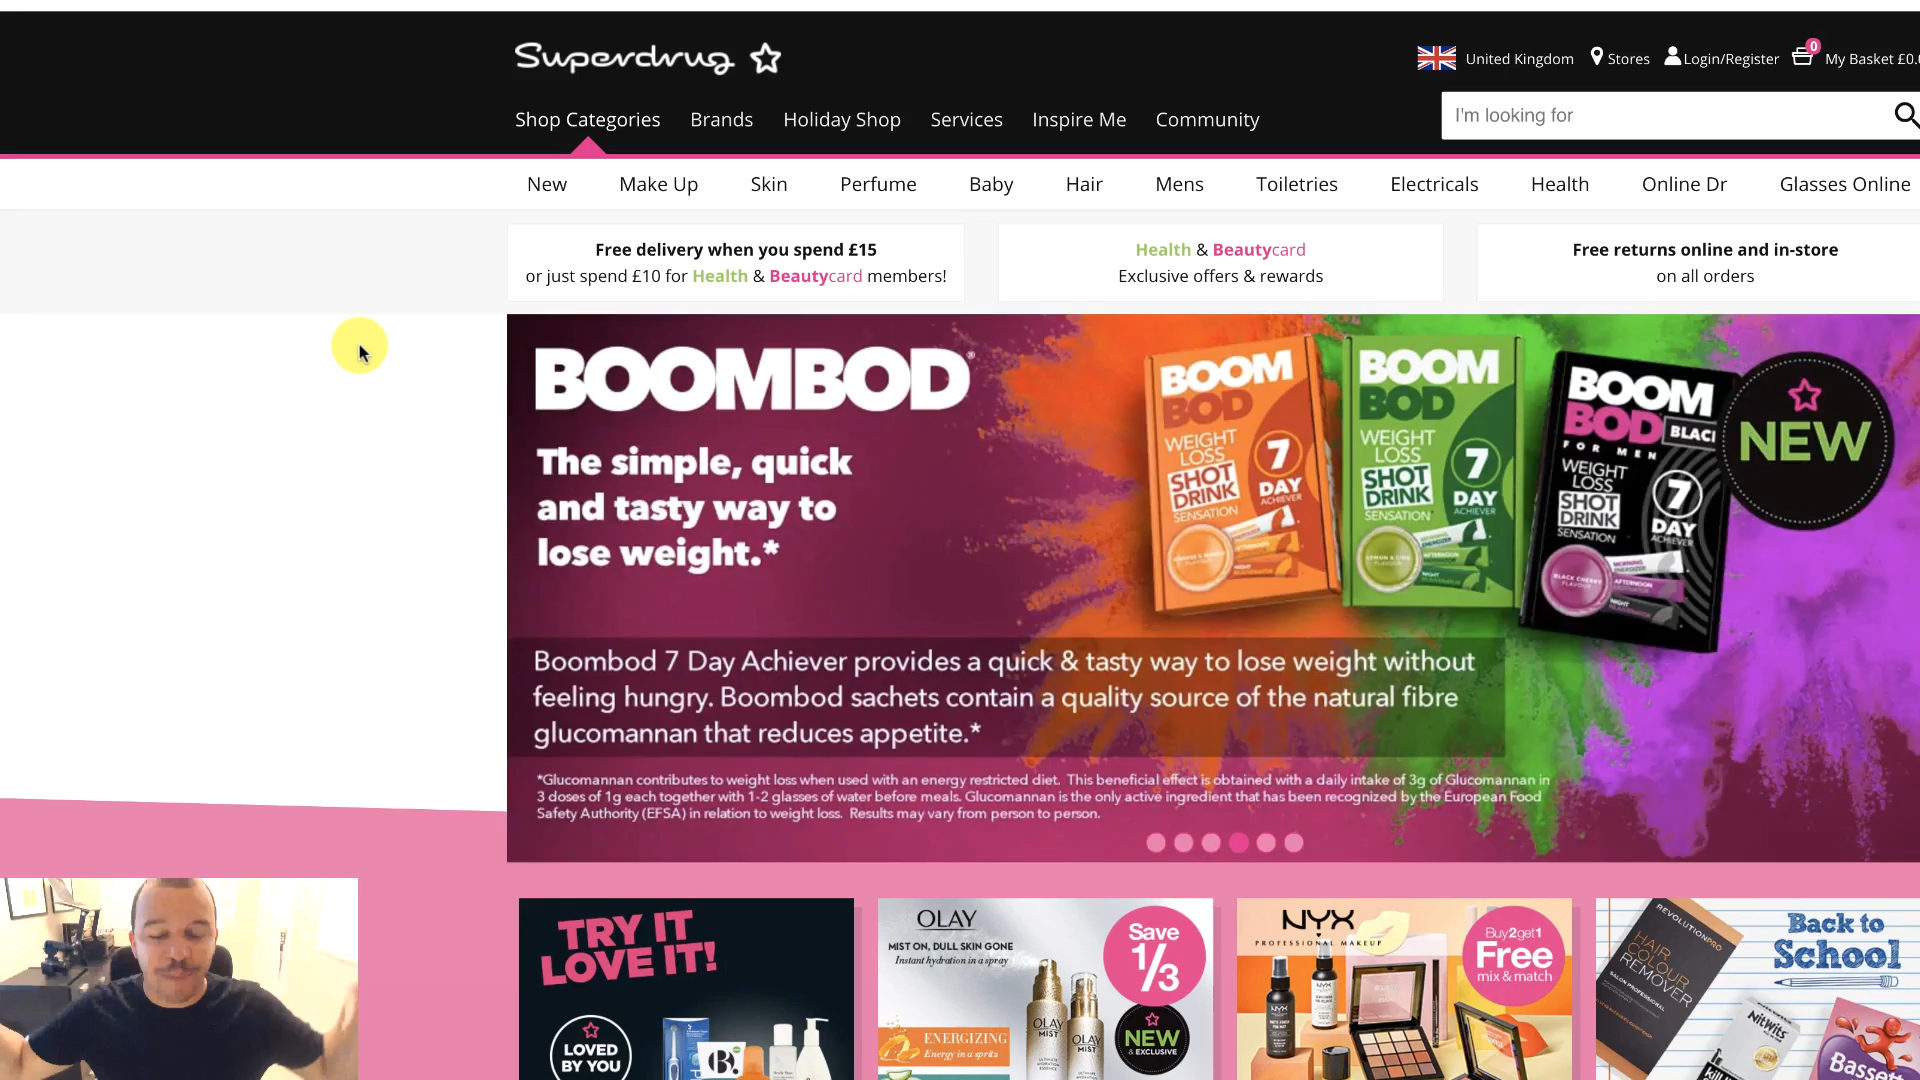 Superdrug
United Kingdom
Stores
Login/Register
0
My Basket £0.
Shop Categories
Brands
Holiday Shop
Services
Inspire Me
Community
I'm looking for
New
Make Up
Skin
Perfume
Baby
Hair
Mens
Toiletries
Electricals
Health
Online Dr
Glasses Online
Free delivery when you spend £15
or just spend £10 for Health & Beautycard members!
Health & Beautycard
Exclusive offers & rewards
Free returns online and in-store
on all orders
BOOMBOD®
The simple, quick
and tasty way to
lose weight.*
BOOM
BOD
WEIGHT
LOSS
SHOT
DRINK
SENSATION
7
DAY
ACHIEVER
BOOM
BOD
WEIGHT
LOSS
SHOT
DRINK
SENSATION
7
DAY
ACHIEVER
BOOM
BOD BLAC
FOR MEN
WEIGHT
LOSS
SHOT
DRINK
SENSATION
7
DAY
ACHIEVER
BLACK CHERRY
FLAVOUR
NEW
Boombod 7 Day Achiever provides a quick & tasty way to lose weight without
feeling hungry. Boombod sachets contain a quality source of the natural fibre
glucomannan that reduces appetite.*
*Glucomannan contributes to weight loss when used with an energy restricted diet. This beneficial effect is obtained with a daily intake of 3g of Glucomannan in
3 doses of 1g each together with 1-2 glasses of water before meals. Glucomannan is the only active ingredient that has been recognized by the European Food
Safety Authority (EFSA) in relation to weight loss. Results may vary from person to person.
TRY IT
LOVE IT!
LOVED
BY YOU
B.
OLAY
MIST ON, DULL SKIN GONE
Instant hydration in a spray
Save
1/3
ENERGIZING
Energy in a spritz
OLAY
MIST
OLAY
MIST
NEW
& EXCLUSIVE
NYX
PROFESSIONAL MAKEUP
Buy2get1
Free
mix & match
NYX
REVOLUTIONPRO
HAIR
COLOUR
REMOVER
SALON PROFESSIONAL
Back to
School
Nitwits
Basset